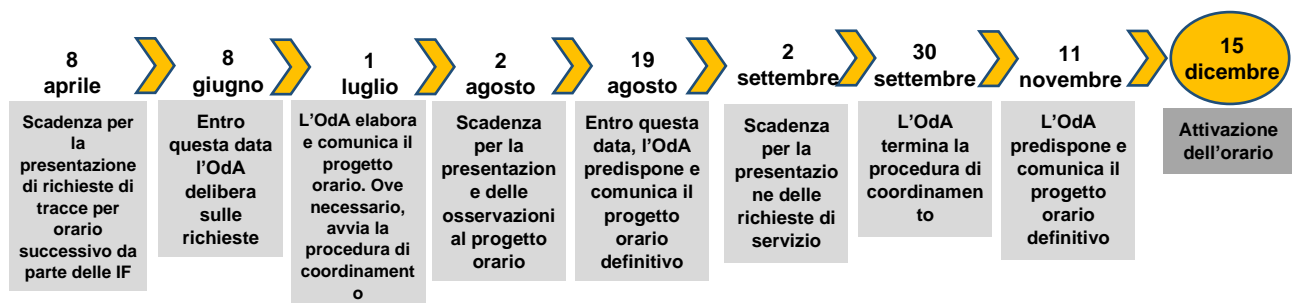 8
aprile
Scadenza per
la
presentazione
di richieste di
tracce per
orario
successivo da
parte delle IF
8
giugno
Entro
questa data
l'OdA
delibera
sulle
richieste
1
luglio
L'OdA elabora
e comunica il
progetto
orario. Ove
necessario,
avvia la
procedura di
coordinament
o
2
agosto
Scadenza
per la
presentazion
e delle
osservazioni
al progetto
orario
19
agosto
Entro questa
data, l'OdA
predispone e
comunica il
progetto
orario
definitivo
2
settembre
Scadenza
per la
presentazio
ne delle
richieste di
servizio
30
settembre
L'OdA
termina la
procedura di
coordinamen
to
11
novembre
L'OdA
predispone e
comunica il
progetto
orario
definitivo
15
dicembre
Attivazione
dell'orario